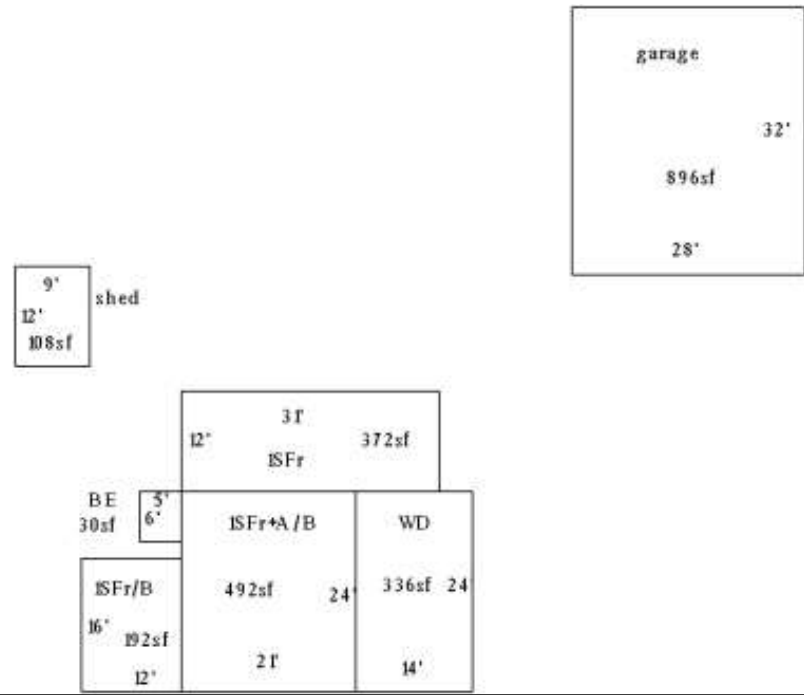 garage
32'
896sf
28'
9'
shed
12'
108sf
31'
12'
372sf
1SFr
BE
5'
30sf
6'
1SFr+A/B
WD
1SFr/B
492sf
24'
336sf
24
16'
192sf
21'
12'
14'